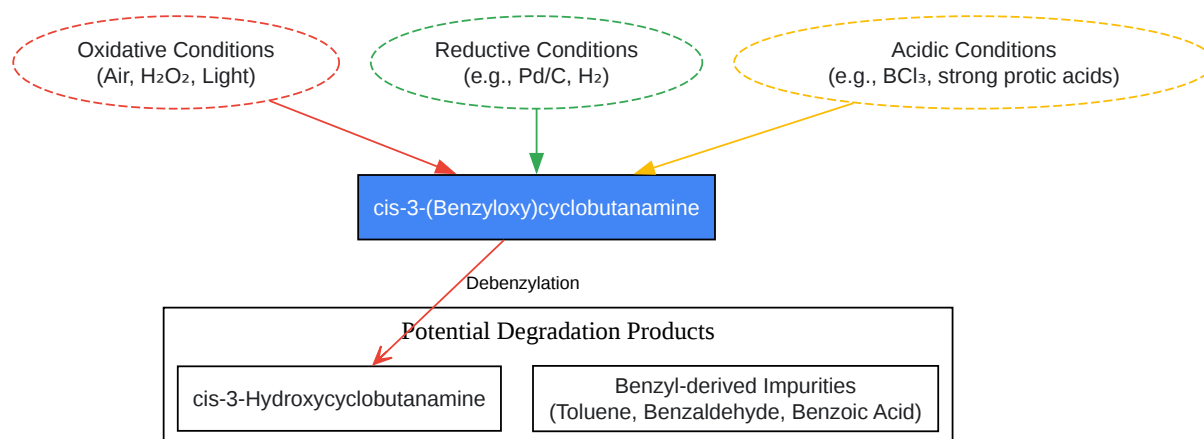 Oxidative Conditions
(Air, H₂O₂, Light)
Reductive Conditions
(e.g., Pd/C, H₂)
Acidic Conditions
(e.g., BCl₃, strong protic acids)
cis-3-(Benzyloxy)cyclobutanamine
Debenzylation
Potential Degradation Products
cis-3-Hydroxycyclobutanamine
Benzyl-derived Impurities
(Toluene, Benzaldehyde, Benzoic Acid)